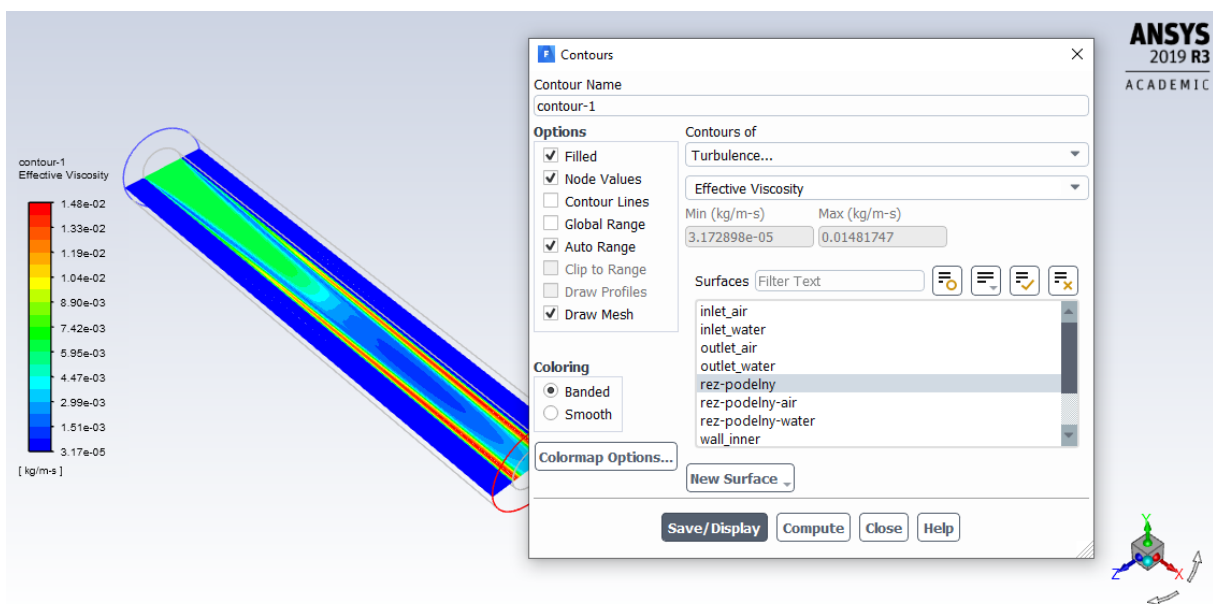 ANSYS
2019 R3
ACADEMIC
contour-1
Effective Viscosity
1.48e-02
1.33e-02
1.19e-02
1.04e-02
8.90e-03
7.42e-03
5.95e-03
4.47e-03
2.99e-03
1.51e-03
3.17e-05
[ kg/m-s ]
F Contours
Contour Name
contour-1
Options
Filled
Node Values
Contour Lines
Global Range
Auto Range
Clip to Range
Draw Profiles
Draw Mesh
Coloring
Banded
Smooth
Colormap Options...
Contours of
Turbulence...
Effective Viscosity
Min (kg/m-s) Max (kg/m-s)
3.172898e-05 0.01481747
Surfaces Filter Text
inlet_air
inlet_water
outlet_air
outlet_water
rez-podelny
rez-podelny-air
rez-podelny-water
wall_inner
New Surface
Save/Display Compute Close Help
Y
Z X